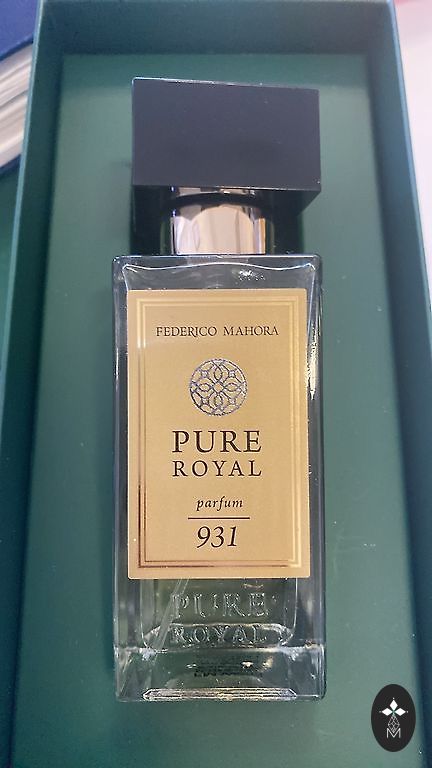 FEDERICO MAHORA
PURE
ROYAL
parfum
931
PURE
ROYAL
M